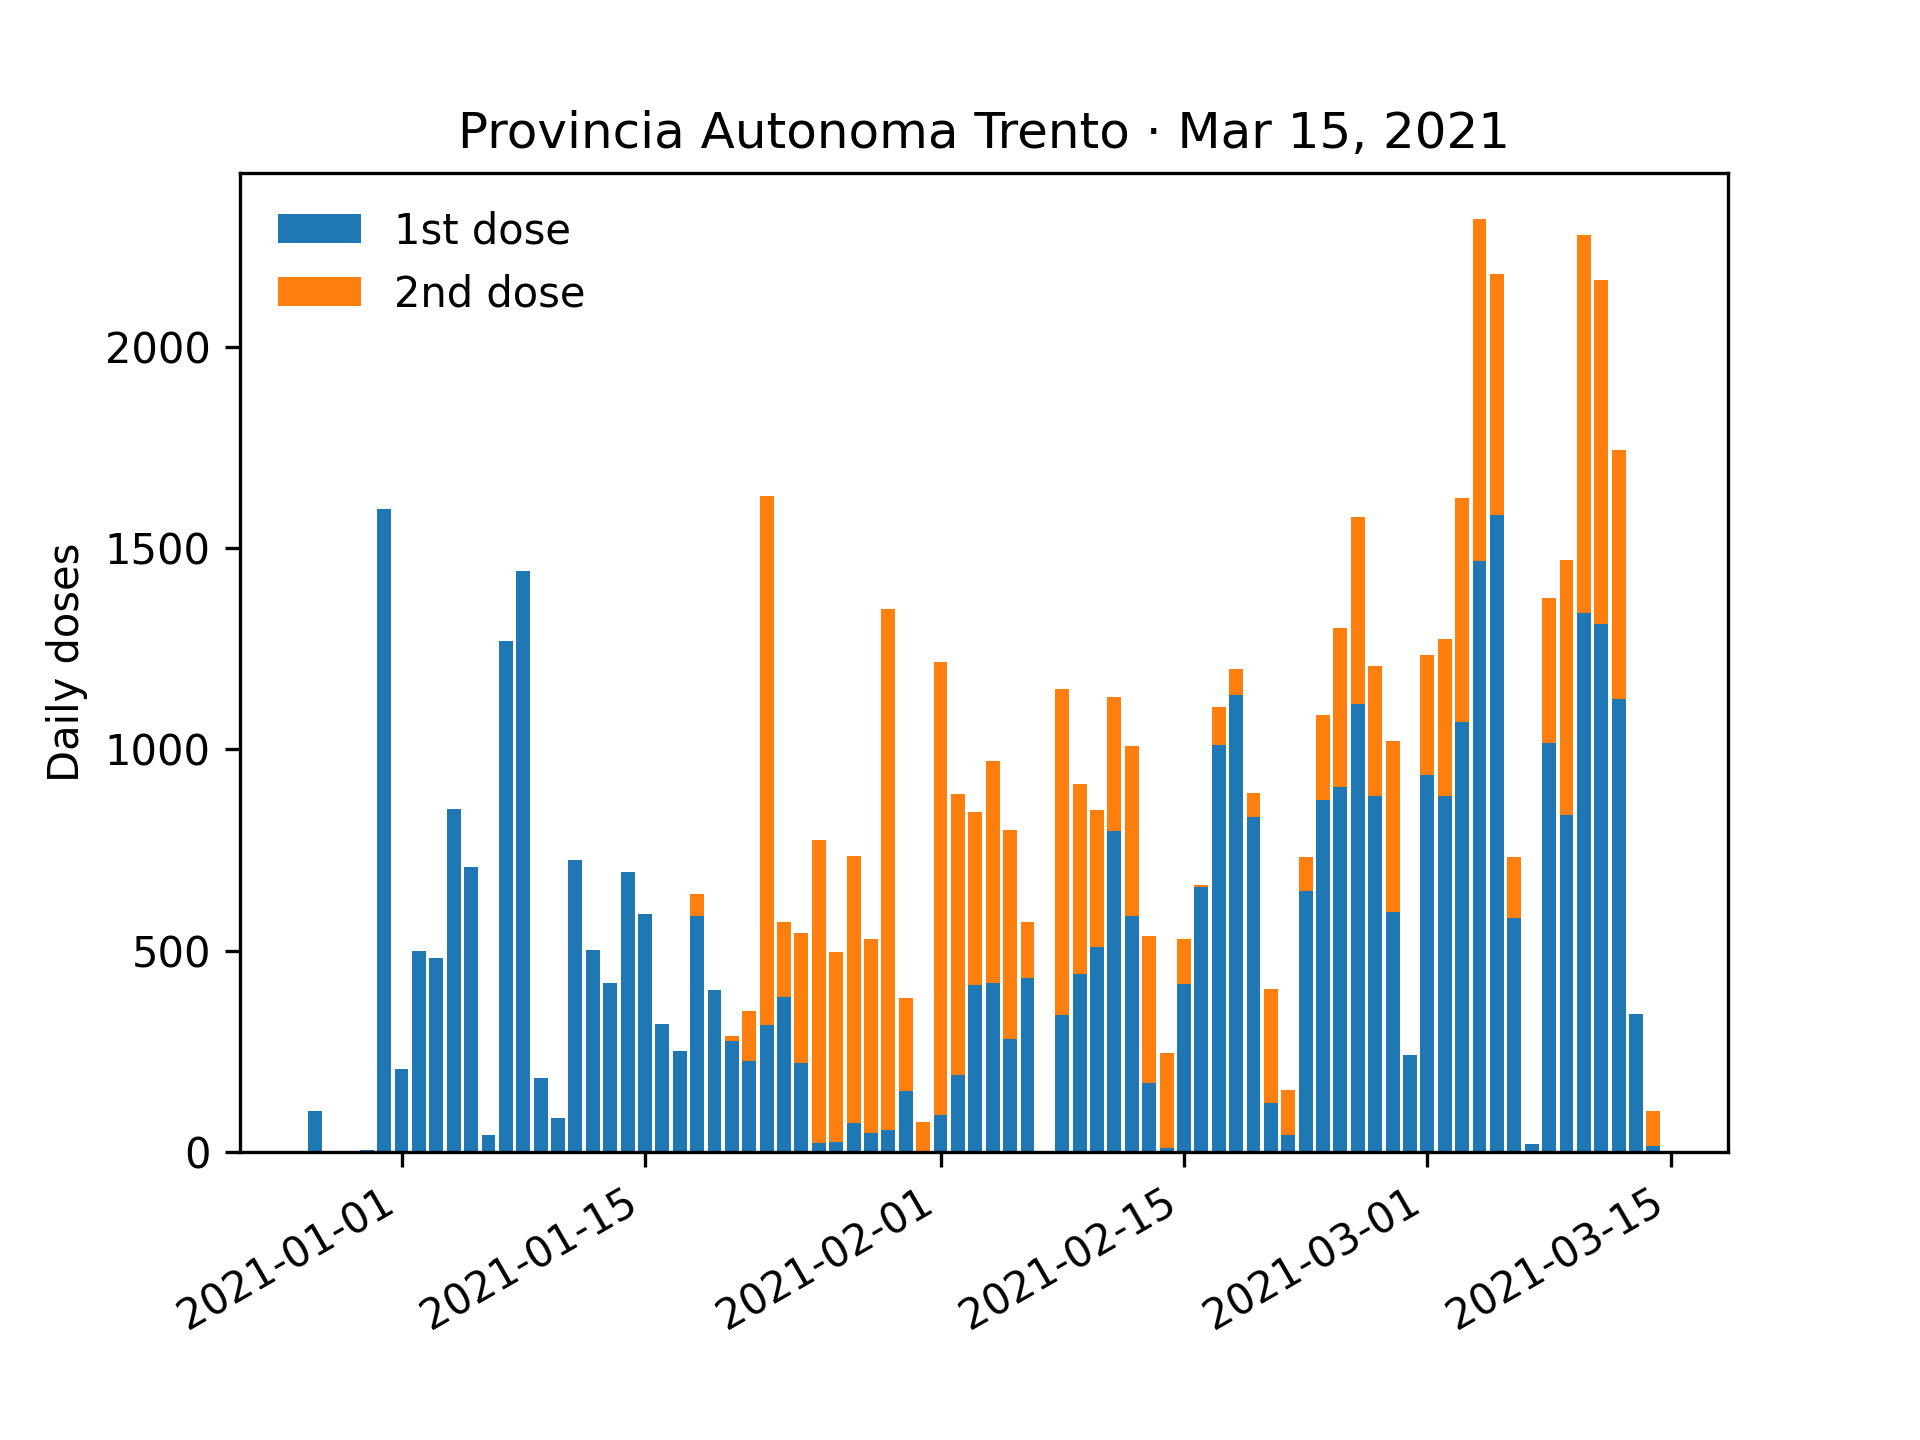 Provincia Autonoma Trento · Mar 15, 2021
1st dose
2nd dose
Daily doses
2000
1500
1000
500
0
2021-01-01
2021-01-15
2021-02-01
2021-02-15
2021-03-01
2021-03-15